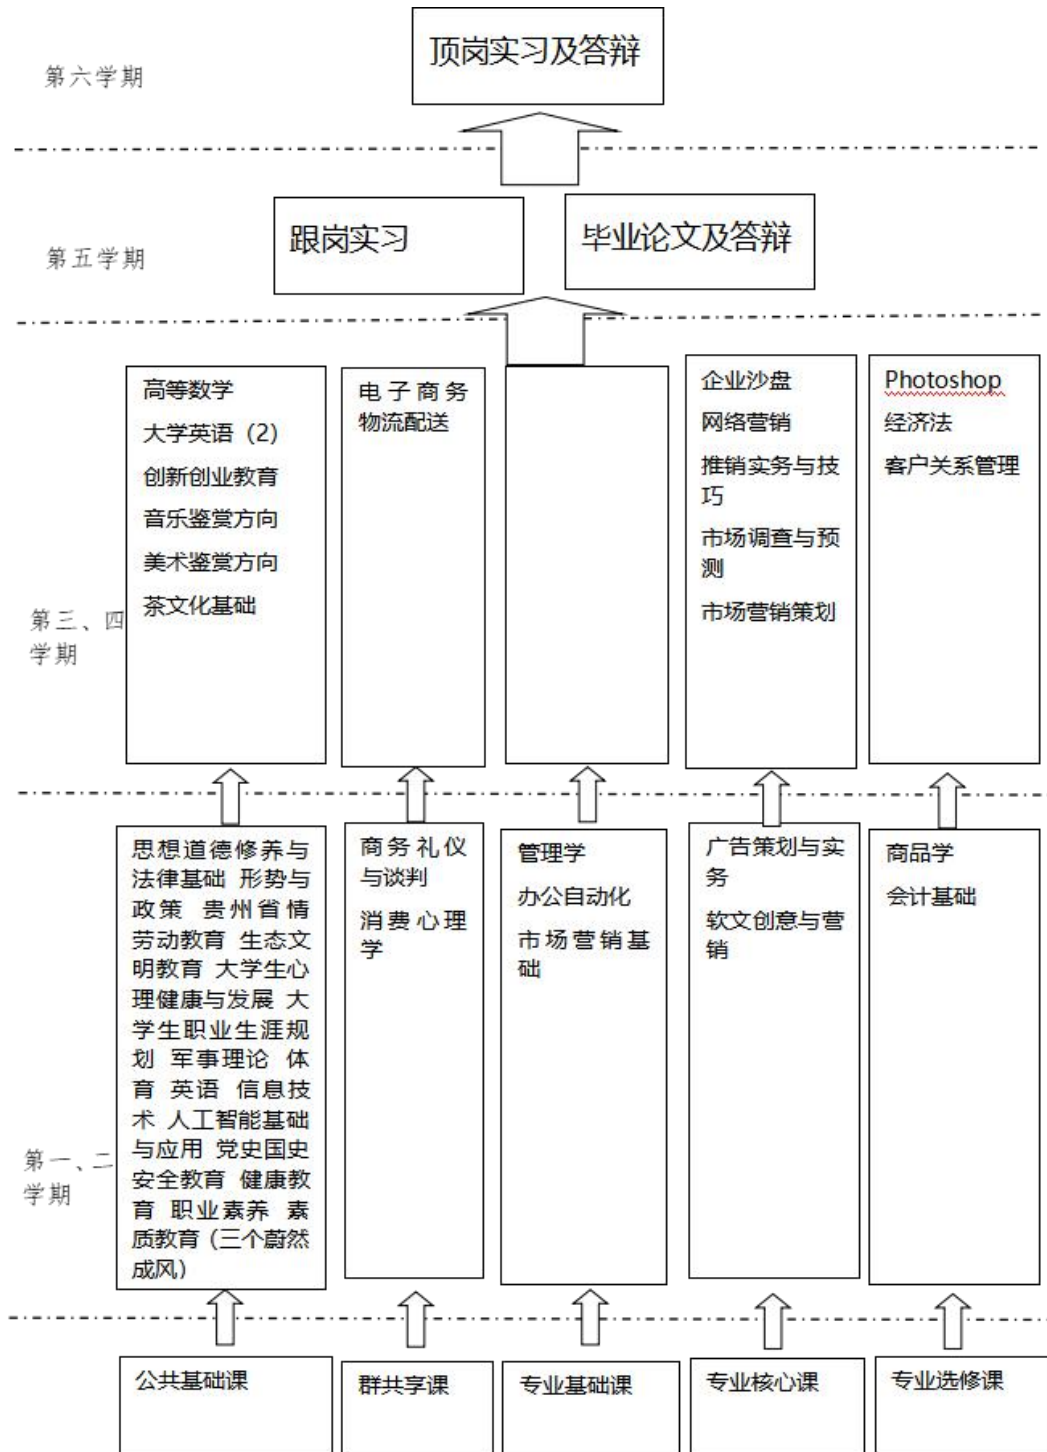 顶岗实习及答辩
第六学期
跟岗实习
毕业论文及答辩
第五学期
高等数学
大学英语（2）
创新创业教育
音乐鉴赏方向
美术鉴赏方向
茶文化基础
电子商务
物流配送
企业沙盘
网络营销
推销实务与技
巧
市场调查与预
测
市场营销策划
Photoshop
经济法
客户关系管理
第三、四
学期
思想道德修养与
法律基础 形势与
政策 贵州省情
劳动教育 生态文
明教育 大学生心
理健康与发展 大
学生职业生涯规
划 军事理论 体
育 英语 信息技
术 人工智能基础
与应用 党史国史
安全教育 健康教
育 职业素养 素
质教育（三个蔚然
成风）
商务礼仪
与谈判
消费心理
学
管理学
办公自动化
市场营销基
础
广告策划与实
务
软文创意与营
销
商品学
会计基础
第一、二
学期
公共基础课
群共享课
专业基础课
专业核心课
专业选修课